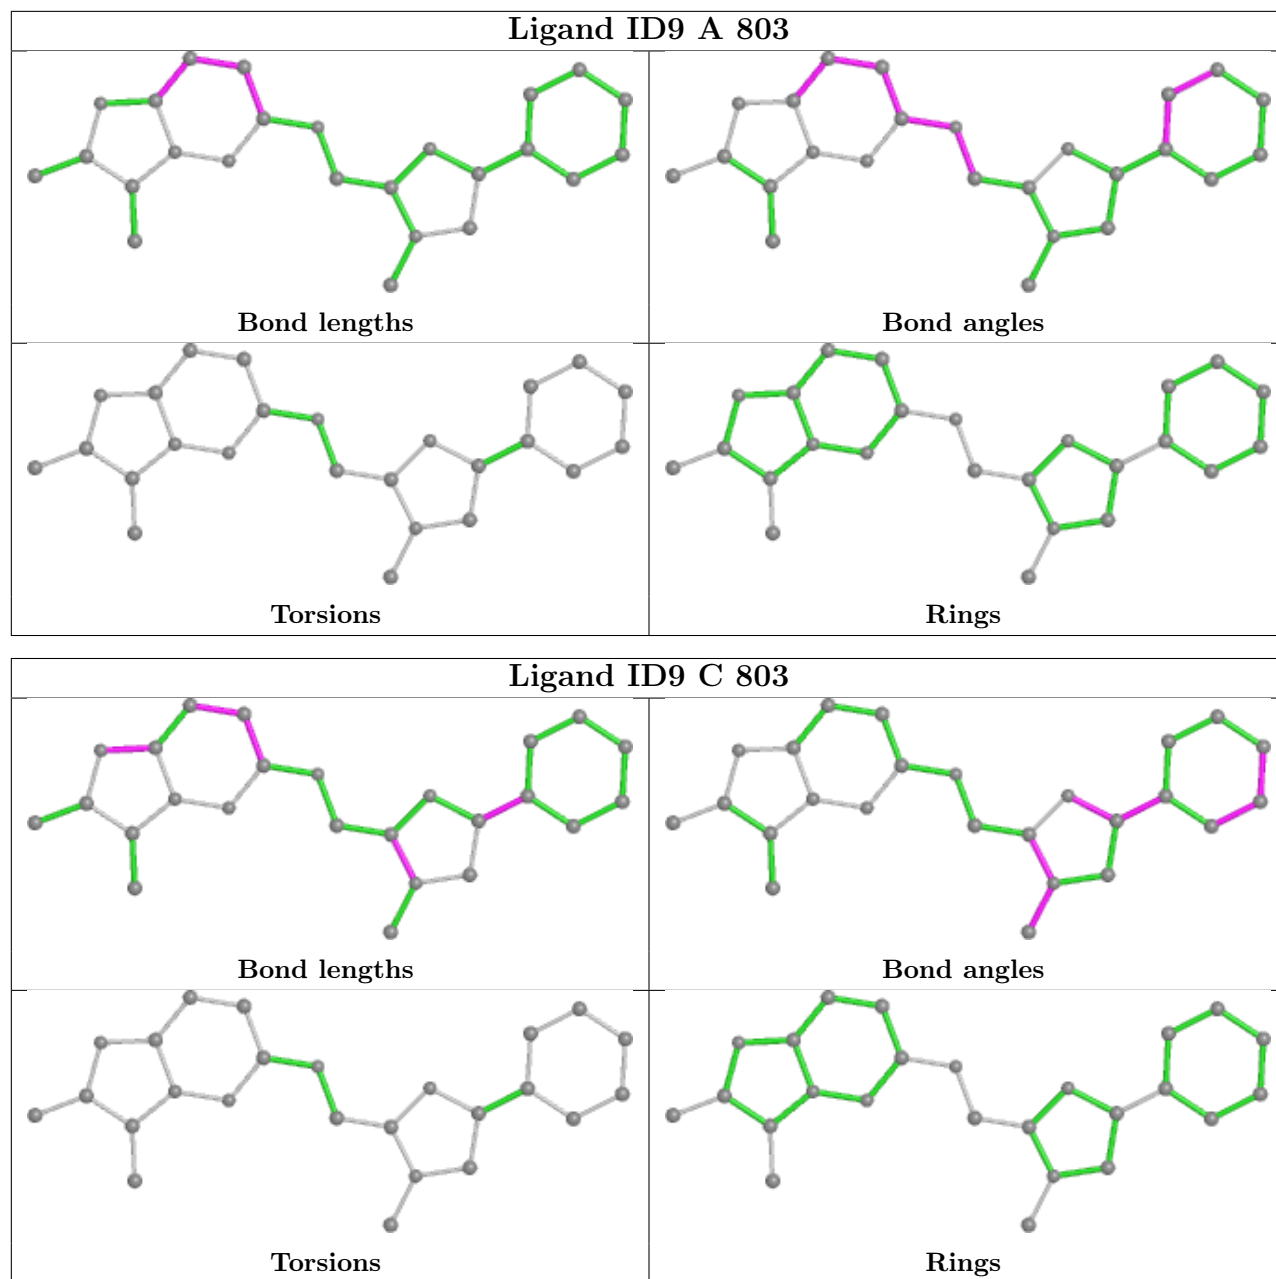 Ligand ID9 A 803
Bond lengths
Bond angles
Torsions
Rings
Ligand ID9 C 803
Bond lengths
Bond angles
Torsions
Rings